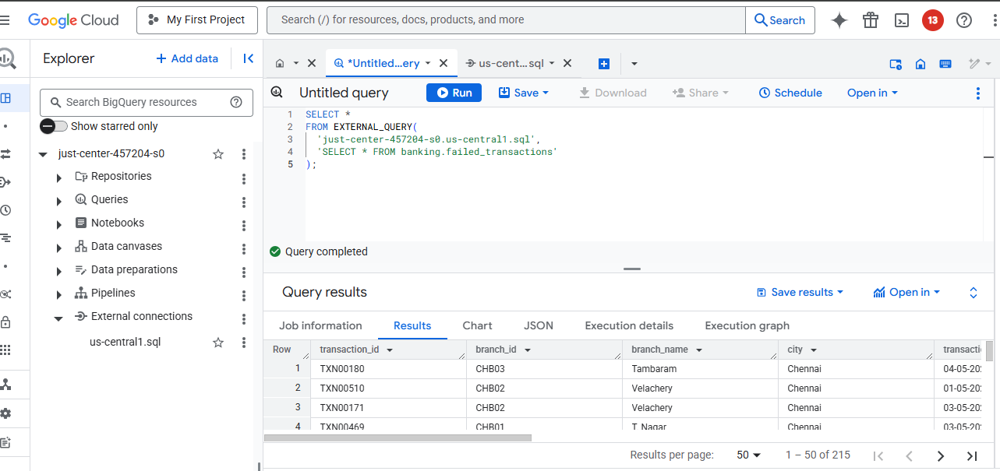 Google Cloud
My First Project
Search (/) for resources, docs, products, and more
Search
13
Explorer
+ Add data
*Untitled...ery
us-cent...sql
Search BigQuery resources
Show starred only
just-center-457204-s0
Repositories
Queries
Notebooks
Data canvases
Data preparations
Pipelines
External connections
us-central1.sql
Untitled query
Run
Save
Download
Share
Schedule
Open in
1 SELECT *
2 FROM EXTERNAL_QUERY(
3 'just-center-457204-s0.us-central1.sql',
4 'SELECT * FROM banking.failed_transactions'
5 );
Query completed
Query results
Save results
Open in
Job information Results Chart JSON Execution details Execution graph
Row transaction_id branch_id branch_name city transacti
1 TXN00180 CHB03 Tambaram Chennai 04-05-20
2 TXN00510 CHB02 Velachery Chennai 01-05-20
3 TXN00171 CHB02 Velachery Chennai 03-05-20
4 TXN00469 CHB01 T. Nagar Chennai 03-05-20
Results per page: 50 1 – 50 of 215